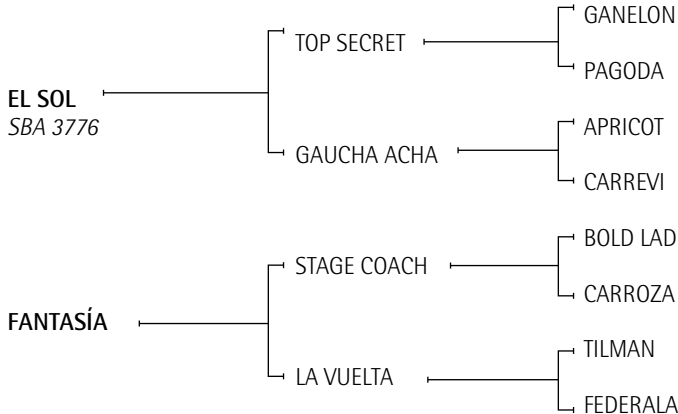 GANELON
TOP SECRET
PAGODA
EL SOL
SBA 3776
APRICOT
GAUCHA ACHA
CARREVI
BOLD LAD
STAGE COACH
CARROZA
FANTASÍA
TILMAN
LA VUELTA
FEDERALA